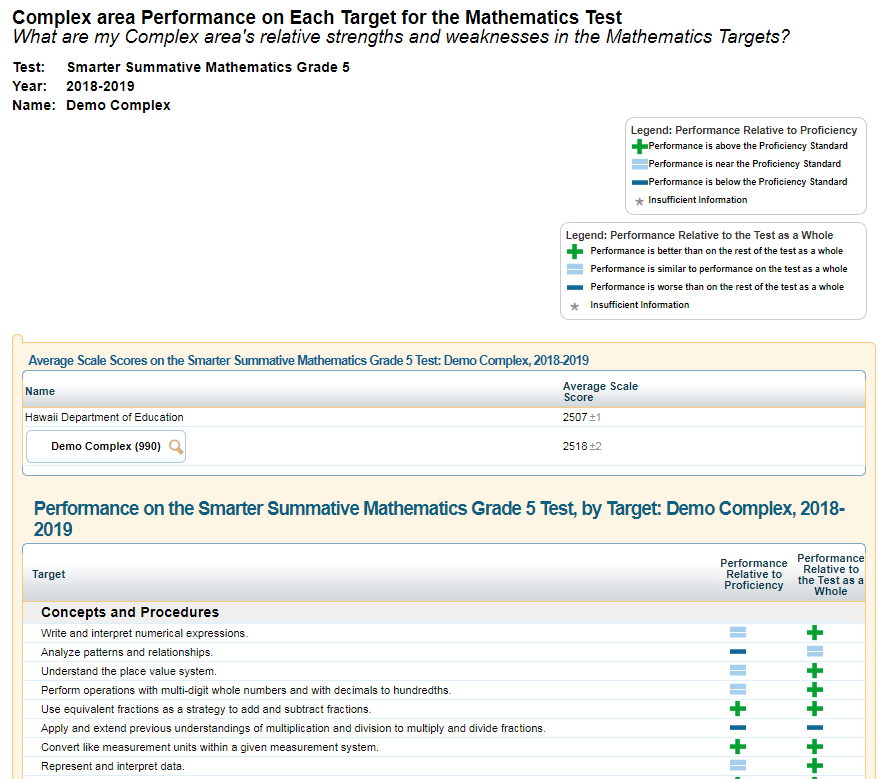 Complex area Performance on Each Target for the Mathematics Test
What are my Complex area's relative strengths and weaknesses in the Mathematics Targets?
Test: Smarter Summative Mathematics Grade 5
Year: 2018-2019
Name: Demo Complex
Legend: Performance Relative to Proficiency
Performance is above the Proficiency Standard
Performance is near the Proficiency Standard
Performance is below the Proficiency Standard
Insufficient Information
Legend: Performance Relative to the Test as a Whole
Performance is better than on the rest of the test as a whole
Performance is similar to performance on the test as a whole
Performance is worse than on the rest of the test as a whole
Insufficient Information
Average Scale Scores on the Smarter Summative Mathematics Grade 5 Test: Demo Complex, 2018-2019
Name
Average Scale
Score
Hawaii Department of Education 2507 ±1
Demo Complex (990) 2518 ±2
Performance on the Smarter Summative Mathematics Grade 5 Test, by Target: Demo Complex, 2018-
2019
Target
Performance
Relative to
Proficiency
Performance
Relative to
the Test as a
Whole
Concepts and Procedures
Write and interpret numerical expressions.
Analyze patterns and relationships.
Understand the place value system.
Perform operations with multi-digit whole numbers and with decimals to hundredths.
Use equivalent fractions as a strategy to add and subtract fractions.
Apply and extend previous understandings of multiplication and division to multiply and divide fractions.
Convert like measurement units within a given measurement system.
Represent and interpret data.